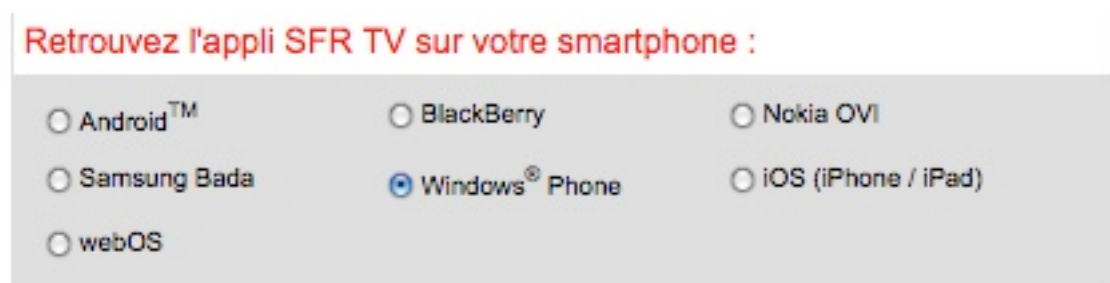 Retrouvez l'appli SFR TV sur votre smartphone :
Android™ BlackBerry Nokia OVI
Samsung Bada Windows® Phone iOS (iPhone / iPad)
webOS